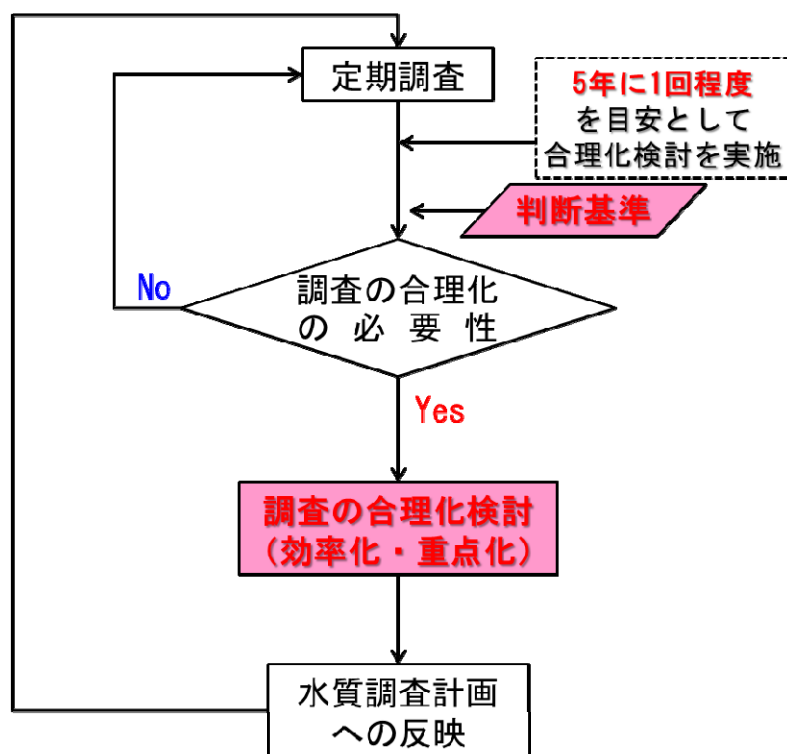 定期調査
5年に1回程度
を目安として
合理化検討を実施
判断基準
調査の合理化
の必要性
No
Yes
調査の合理化検討
(効率化・重点化)
水質調査計画
への反映